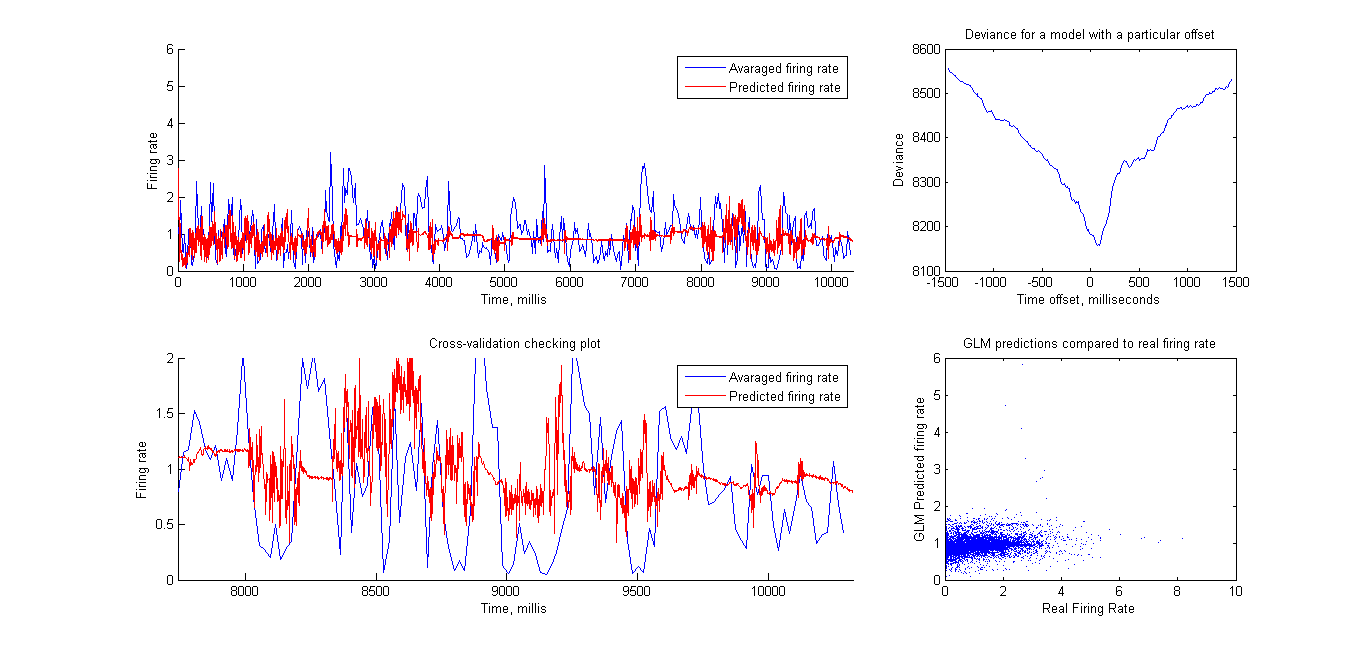 6
5
4
3
2
1
0
Firing rate
Avaraged firing rate
Predicted firing rate
0 1000 2000 3000 4000 5000 6000 7000 8000 9000 10000
Time, millis
Deviance for a model with a particular offset
8600
8500
8400
8300
8200
8100
Deviance
-1500 -1000 -500 0 500 1000 1500
Time offset, milliseconds
Cross-validation checking plot
2
1.5
1
0.5
0
Firing rate
Avaraged firing rate
Predicted firing rate
8000 8500 9000 9500 10000
Time, millis
GLM predictions compared to real firing rate
6
5
4
3
2
1
0
GLM Predicted firing rate
0 2 4 6 8 10
Real Firing Rate